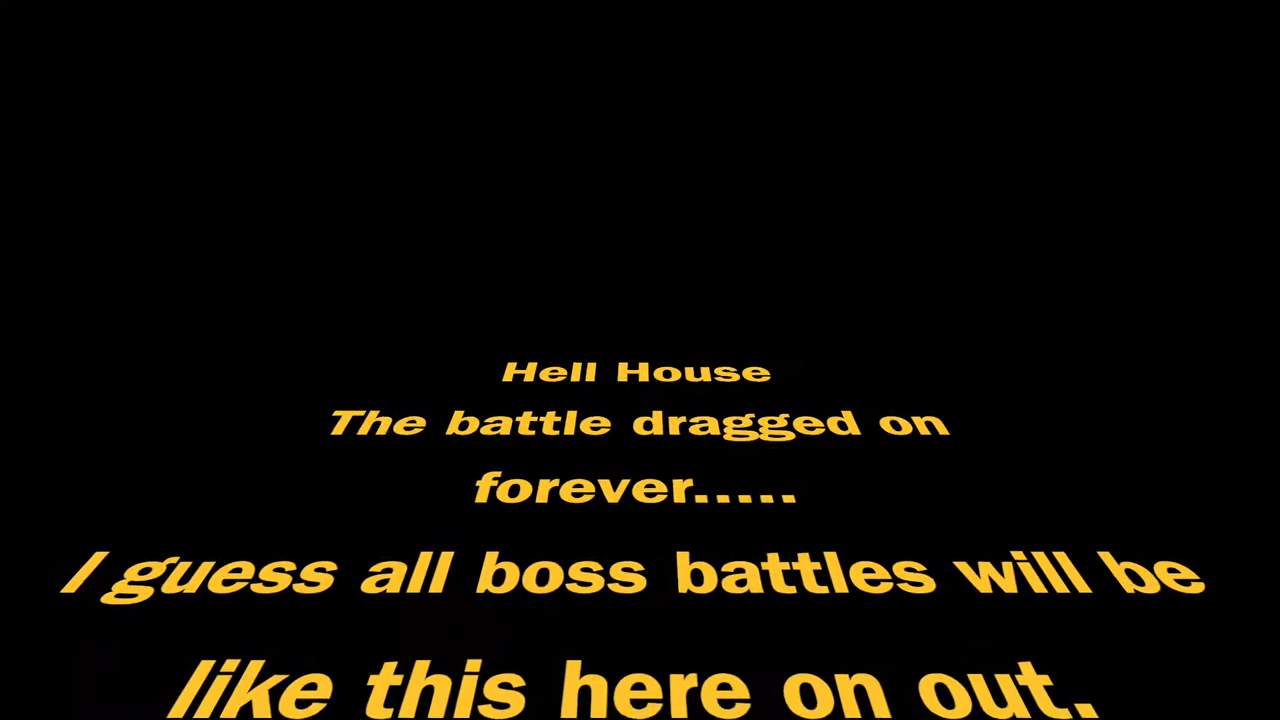 Hell House
The battle dragged on
forever.....
I guess all boss battles will be
like this here on out.